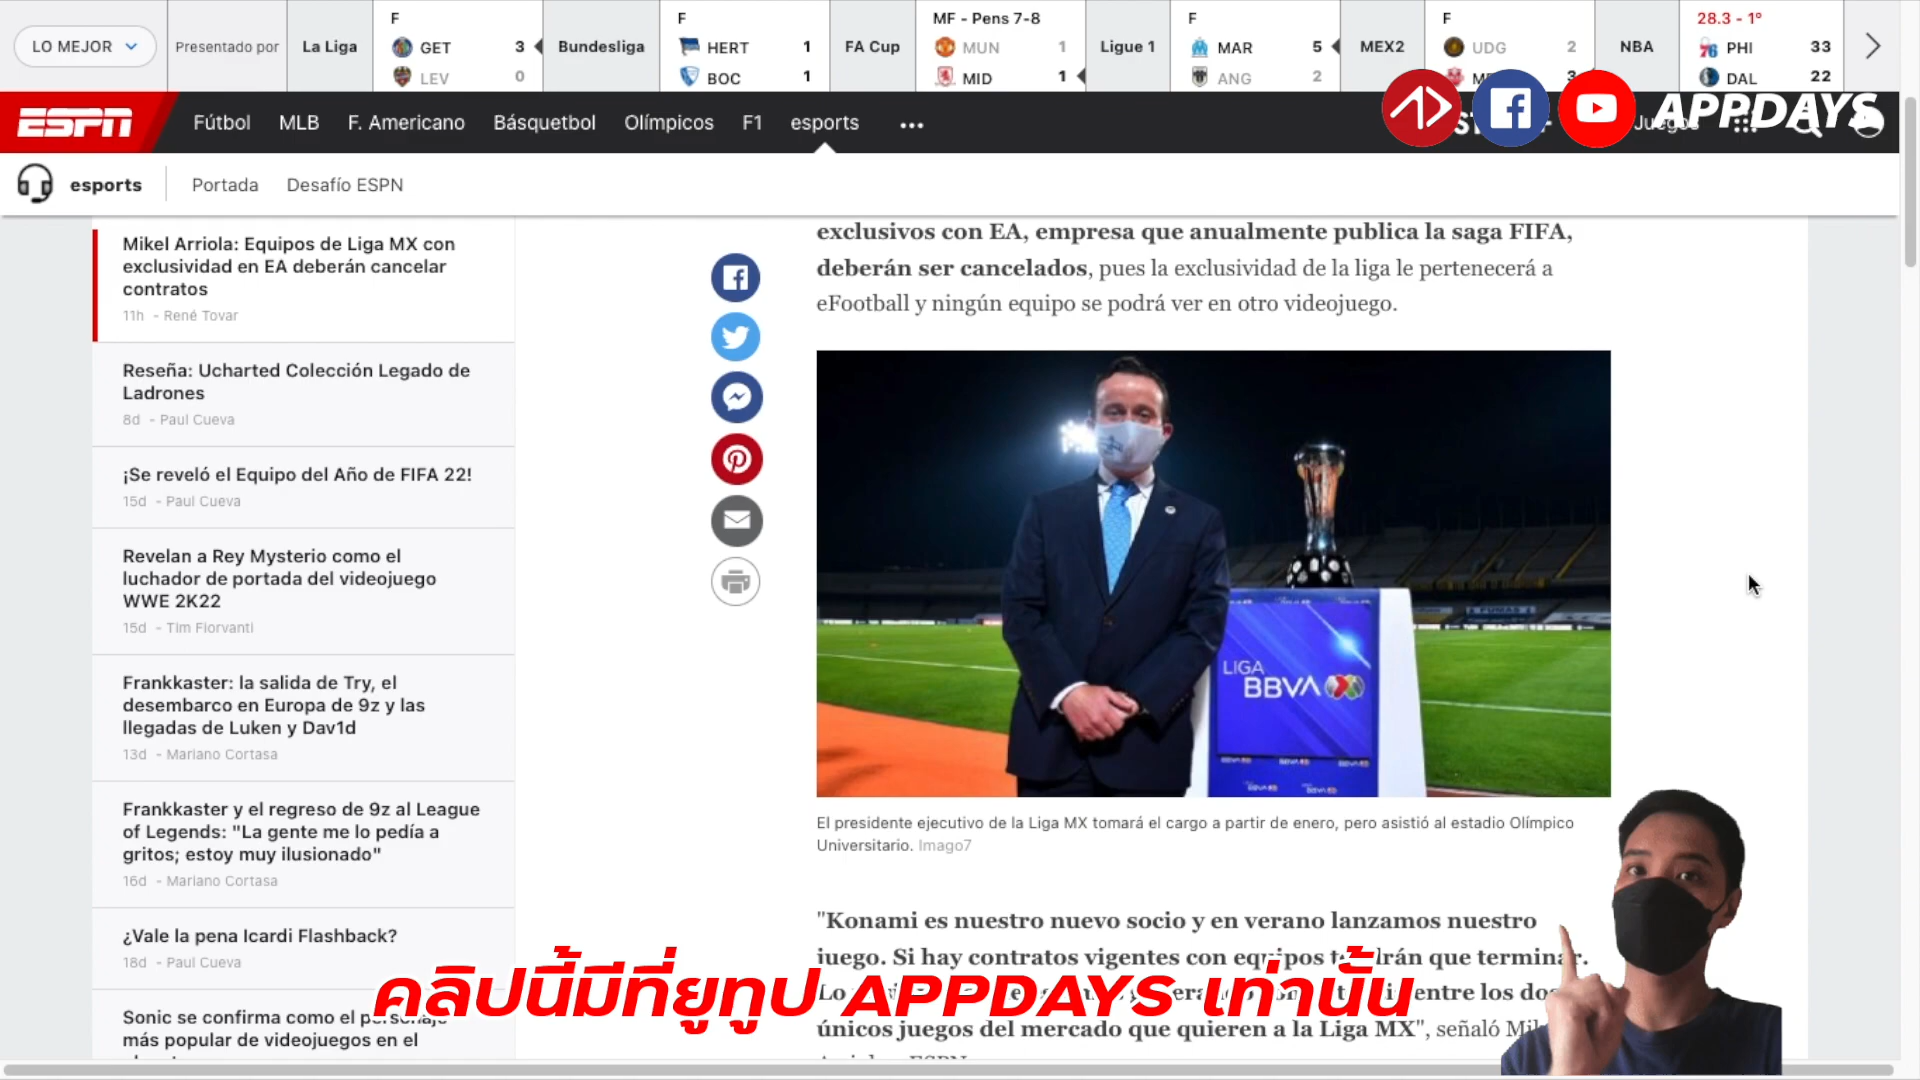 LO MEJOR
Presentado por
La Liga
F
GET 3
LEV 0
Bundesliga
F
HERT 1
BOC 1
FA Cup
MF - Pens 7-8
MUN 1
MID 1
Ligue 1
F
MAR 5
ANG 2
MEX2
F
UDG 2
3
NBA
28.3 - 1º
PHI 33
DAL 22
ESPN
Fútbol MLB F. Americano Básquetbol Olímpicos F1 esports •••
Juegos
APPDAYS
esports Portada Desafío ESPN
Mikel Arriola: Equipos de Liga MX con
exclusividad en EA deberán cancelar
contratos
11h - René Tovar
Reseña: Ucharted Colección Legado de
Ladrones
8d - Paul Cueva
¡Se reveló el Equipo del Año de FIFA 22!
15d - Paul Cueva
Revelan a Rey Mysterio como el
luchador de portada del videojuego
WWE 2K22
15d - Tim Fiorvanti
Frankkaster: la salida de Try, el
desembarco en Europa de 9z y las
llegadas de Luken y Dav1d
13d - Mariano Cortasa
Frankkaster y el regreso de 9z al League
of Legends: "La gente me lo pedía a
gritos; estoy muy ilusionado"
16d - Mariano Cortasa
¿Vale la pena Icardi Flashback?
18d - Paul Cueva
Sonic se confirma como el personaje
más popular de videojuegos en el
exclusivos con EA, empresa que anualmente publica la saga FIFA,
deberán ser cancelados, pues la exclusividad de la liga le pertenecerá a
eFootball y ningún equipo se podrá ver en otro videojuego.
LIGA
BBVA
El presidente ejecutivo de la Liga MX tomará el cargo a partir de enero, pero asistió al estadio Olímpico
Universitario. Imago7
"Konami es nuestro nuevo socio y en verano lanzamos nuestro
juego. Si hay contratos vigentes con equipos tendrán que terminar.
entre los dos
únicos juegos del mercado que quieren a la Liga MX", señaló
คลิปนี้มีที่ยูทูป APPDAYS เท่านั้น